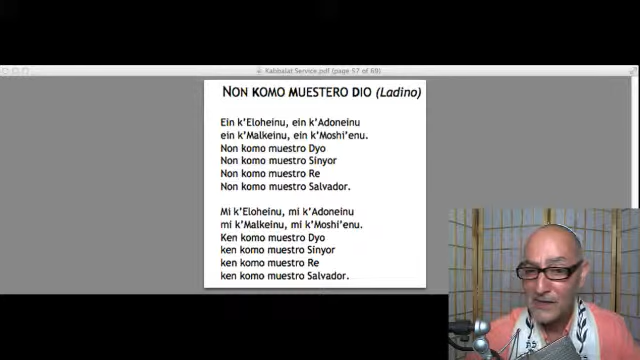 Kabbalat Service.pdf (page 57 of 69)
NON KOMO MUESTERO DIO (Ladino)
Ein k'Eloheinu, ein k'Adoneinu
ein k'Malkeinu, ein k'Moshi'enu.
Non komo muestro Dyo
Non komo muestro Sinyor
Non komo muestro Re
Non komo muestro Salvador.
Mi k'Eloheinu, mi k'Adoneinu
mi k'Malkeinu, mi k'Moshi'enu.
Ken komo muestro Dyo
ken komo muestro Sinyor
ken komo muestro Re
ken komo muestro Salvador.